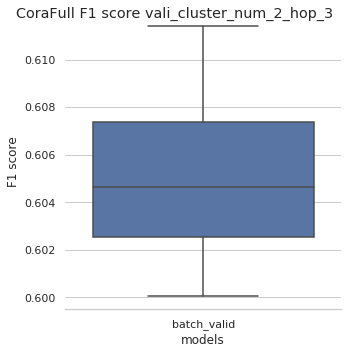 CoraFull F1 score vali_cluster_num_2_hop_3
0.610
0.608
0.606
0.604
0.602
0.600
F1 score
batch_valid
models